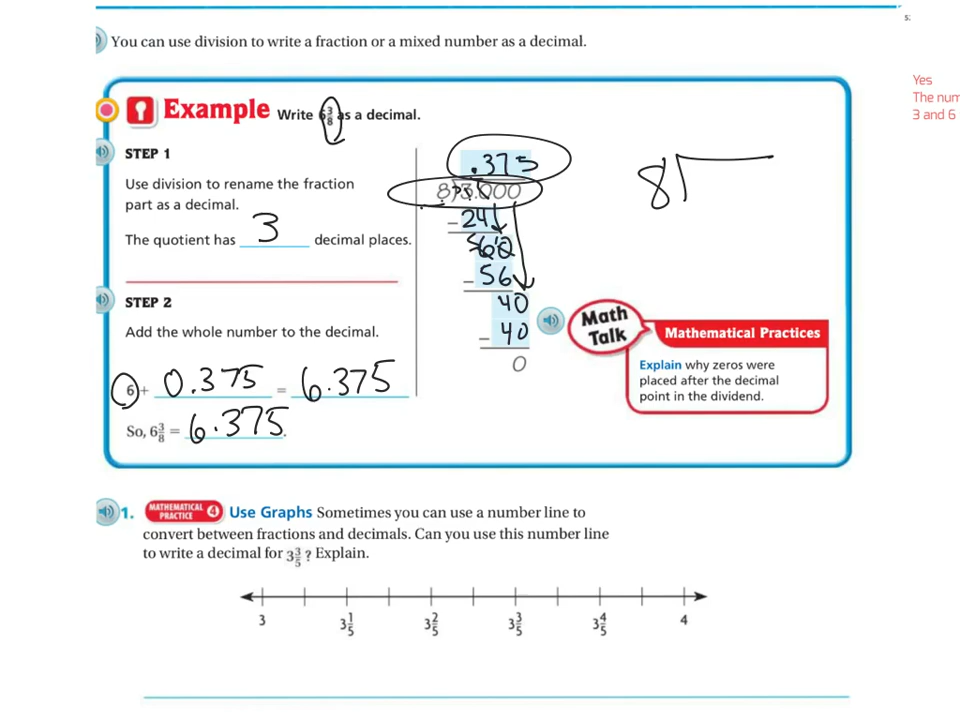 s:
You can use division to write a fraction or a mixed number as a decimal.
Yes
The num
3 and 6
Example Write 6 3/8 as a decimal.
STEP 1
Use division to rename the fraction
part as a decimal.
The quotient has 3 decimal places.
.375
8)3.000
-24
-56
40
-40
0
8)
STEP 2
Add the whole number to the decimal.
6 + 0.375 = 6.375
So, 6 3/8 = 6.375.
Math
Talk
Mathematical Practices
Explain why zeros were
placed after the decimal
point in the dividend.
1. MATHEMATICAL PRACTICE 4 Use Graphs Sometimes you can use a number line to
convert between fractions and decimals. Can you use this number line
to write a decimal for 3 3/5 ? Explain.
3 3 1/5 3 2/5 3 3/5 3 4/5 4